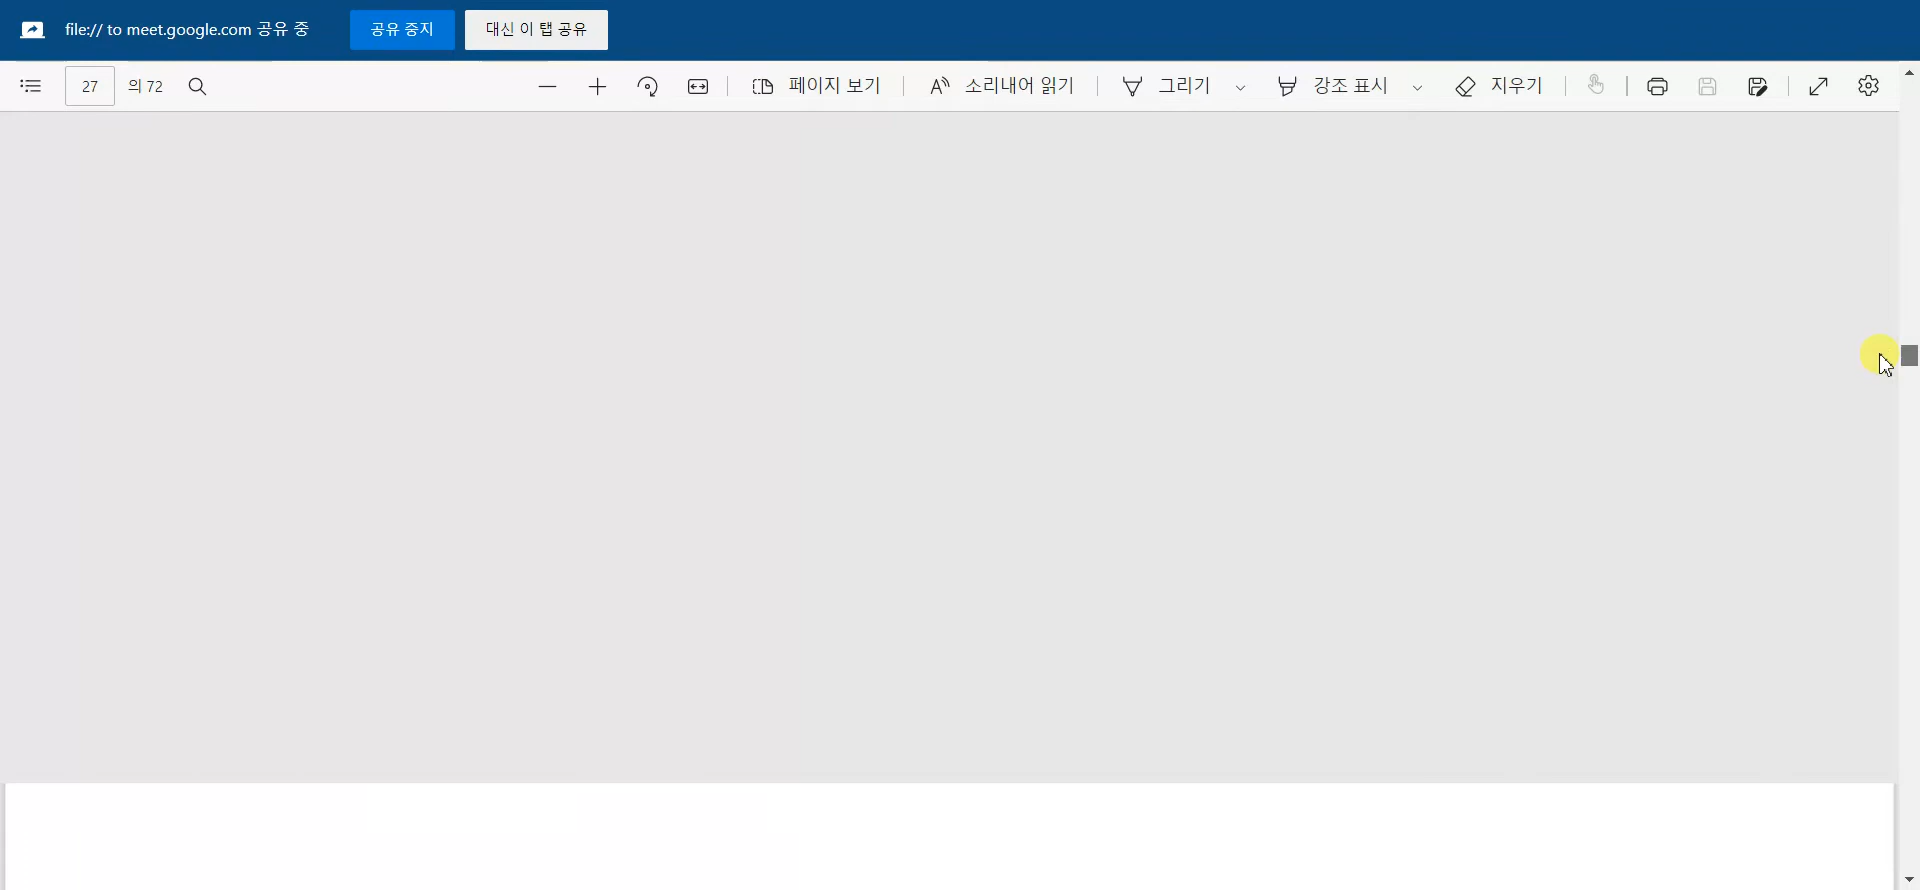 file:// to meet.google.com 공유 중 공유 중지 대신 이 탭 공유
27 의 72 페이지 보기 소리내어 읽기 그리기 강조 표시 지우기